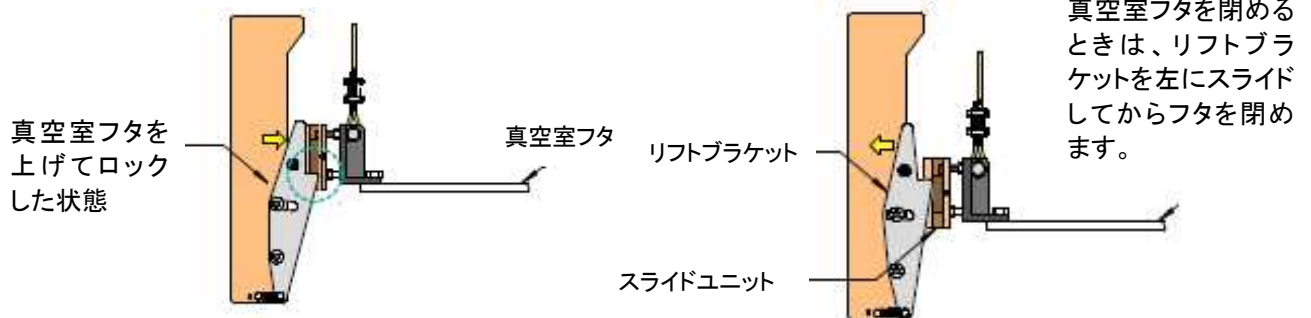 真空室フタを
上げてロック
した状態
真空室フタ
リフトブラケット
スライドユニット
真空室フタを閉める
ときは、リフトブラ
ケットを左にスライド
してからフタを閉め
ます。